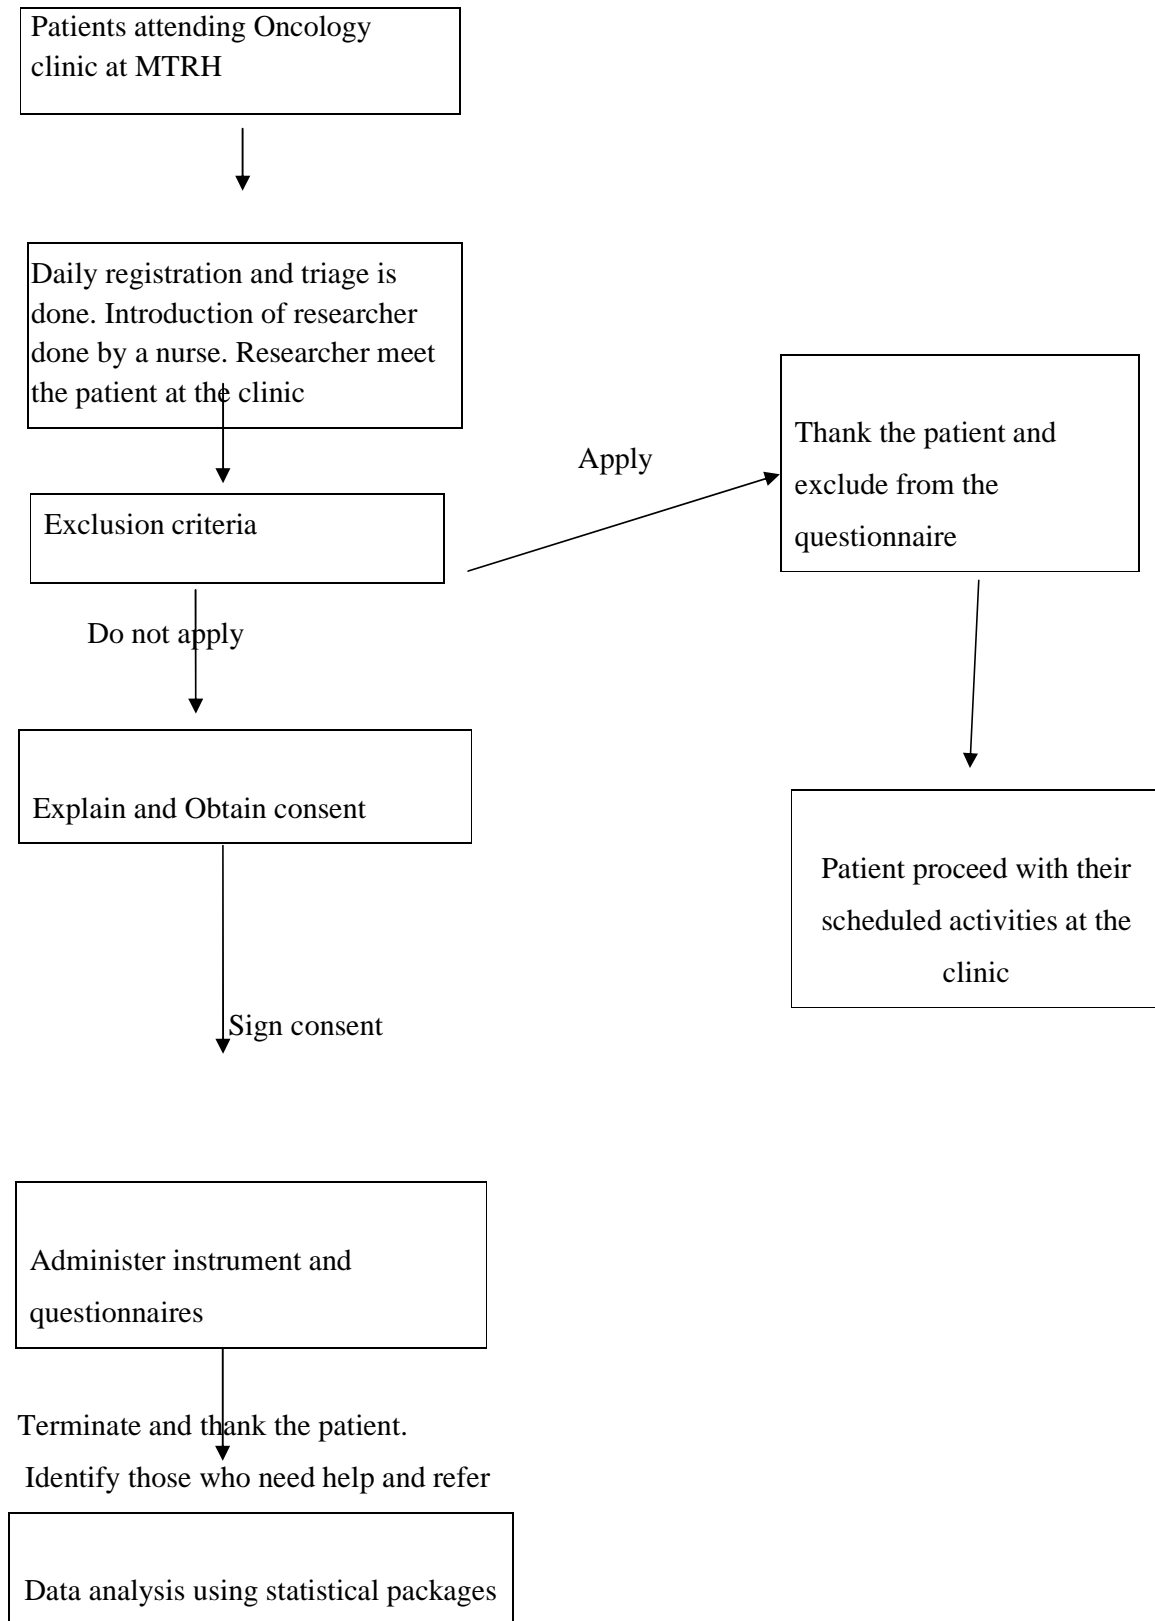 Patients attending Oncology
clinic at MTRH
Daily registration and triage is
done. Introduction of researcher
done by a nurse. Researcher meet
the patient at the clinic
Apply
Thank the patient and
exclude from the
questionnaire
Exclusion criteria
Do not apply
Explain and Obtain consent
Patient proceed with their
scheduled activities at the
clinic
Sign consent
Administer instrument and
questionnaires
Terminate and thank the patient.
Identify those who need help and refer
Data analysis using statistical packages